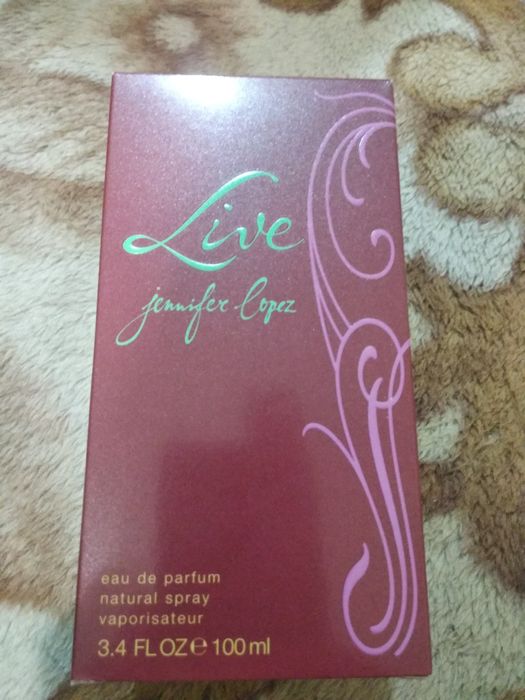 Live
jennifer lopez
eau de parfum
natural spray
vaporisateur
3.4 FL OZ ℮ 100 ml